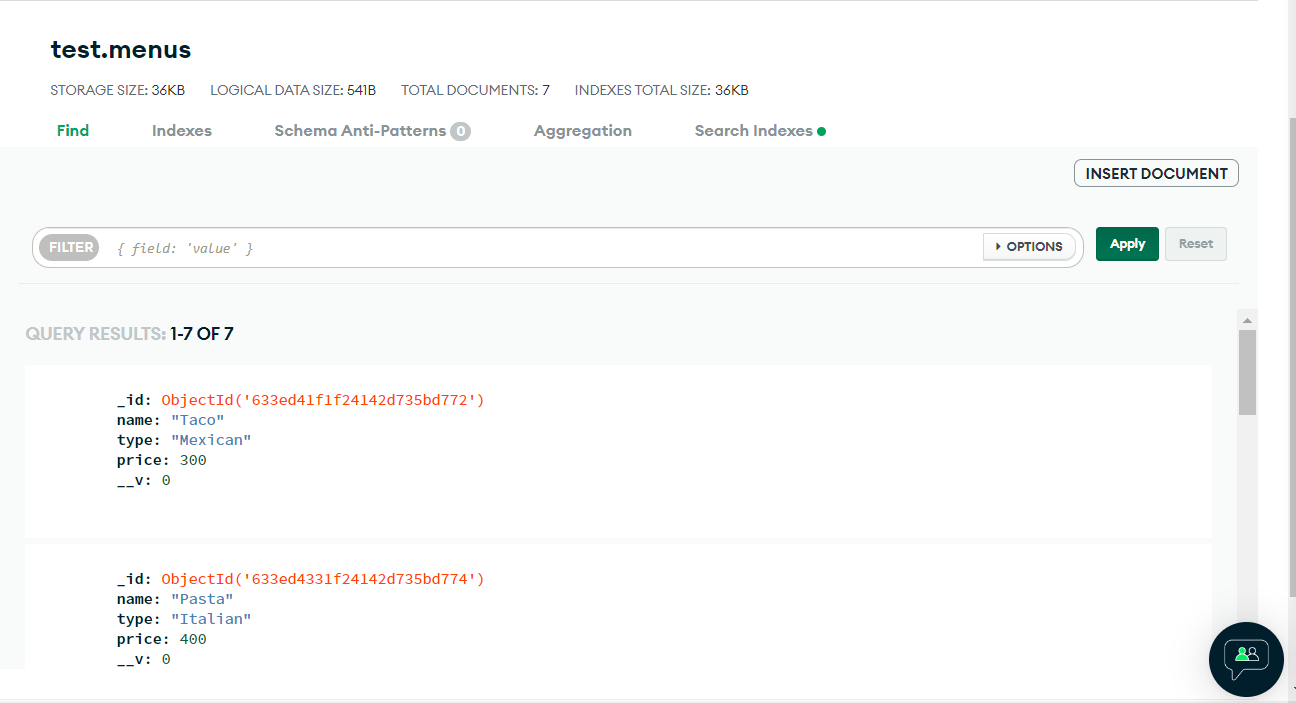 test.menus
STORAGE SIZE: 36KB LOGICAL DATA SIZE: 541B TOTAL DOCUMENTS: 7 INDEXES TOTAL SIZE: 36KB
Find Indexes Schema Anti-Patterns 0 Aggregation Search Indexes
INSERT DOCUMENT
FILTER { field: 'value' } OPTIONS Apply Reset
QUERY RESULTS: 1-7 OF 7
_id: ObjectId('633ed41f1f24142d735bd772')
name: "Taco"
type: "Mexican"
price: 300
__v: 0
_id: ObjectId('633ed4331f24142d735bd774')
name: "Pasta"
type: "Italian"
price: 400
__v: 0